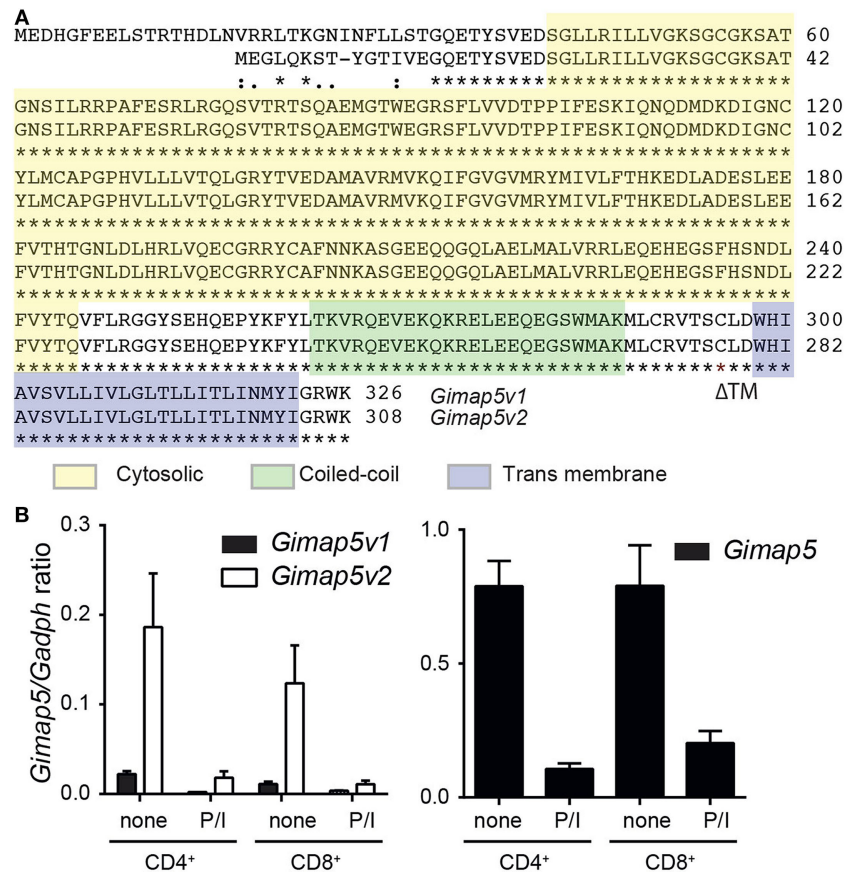 A
MEDHGFEELSTRTHDLNVRRLTKGNINFLLSTGQETYSVEDSGLLRILLVGKSGCGKSAT 60
MEGLQKST-YGTIVEGQETYSVEDSGLLRILLVGKSGCGKSAT 42
:. * *.. : ****************************
GNSILRRPAFESRLRGQSVTRTSQAEMGTWEGRSFLVVDTPPIFESKIQNQDMDKDIGNC 120
GNSILRRPAFESRLRGQSVTRTSQAEMGTWEGRSFLVVDTPPIFESKIQNQDMDKDIGNC 102
************************************************************
YLMCAPGPHVLLLVTQLGRYTVEDAMAVRMVKQIFGVGVMRYMIVLFTHKEDLADESLEE 180
YLMCAPGPHVLLLVTQLGRYTVEDAMAVRMVKQIFGVGVMRYMIVLFTHKEDLADESLEE 162
************************************************************
FVTHTGNLDLHRLVQECGRRYCAFNNKASGEEQQGQLAELMALVRRLEQEHEGSFHSNDL 240
FVTHTGNLDLHRLVQECGRRYCAFNNKASGEEQQGQLAELMALVRRLEQEHEGSFHSNDL 222
************************************************************
FVYTQVFLRGGYSEHQEPYKFYLTKVRQEVEKQKRELEEQEGSWMAKMLCRVTSCLDWHI 300
FVYTQVFLRGGYSEHQEPYKFYLTKVRQEVEKQKRELEEQEGSWMAKMLCRVTSCLDWHI 282
************************************************************
AVSVLLIVLGLTLLITLINMYIGRWK 326 Gimap5v1 ΔTM
AVSVLLIVLGLTLLITLINMYIGRWK 308 Gimap5v2
**************************
Cytosolic Coiled-coil Trans membrane
B
Gimap5/Gadph ratio
0.3
0.2
0.1
0.0
Gimap5v1
Gimap5v2
none P/I none P/I
CD4+ CD8+
1.0
0.5
0.0
Gimap5
none P/I none P/I
CD4+ CD8+